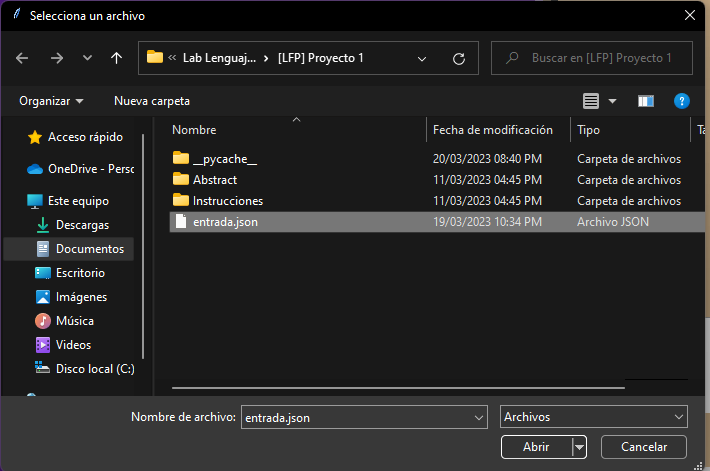 Selecciona un archivo
« Lab Lenguaj... > [LFP] Proyecto 1
Buscar en [LFP] Proyecto 1
Organizar
Nueva carpeta
Nombre
Fecha de modificación
Tipo
Ta
Acceso rápido
OneDrive - Perso
Este equipo
Descargas
Documentos
Escritorio
Imágenes
Música
Videos
Disco local (C:)
__pycache__ 20/03/2023 08:40 PM Carpeta de archivos
Abstract 11/03/2023 04:45 PM Carpeta de archivos
Instrucciones 11/03/2023 04:45 PM Carpeta de archivos
entrada.json 19/03/2023 10:34 PM Archivo JSON
Nombre de archivo: entrada.json
Archivos
Abrir
Cancelar